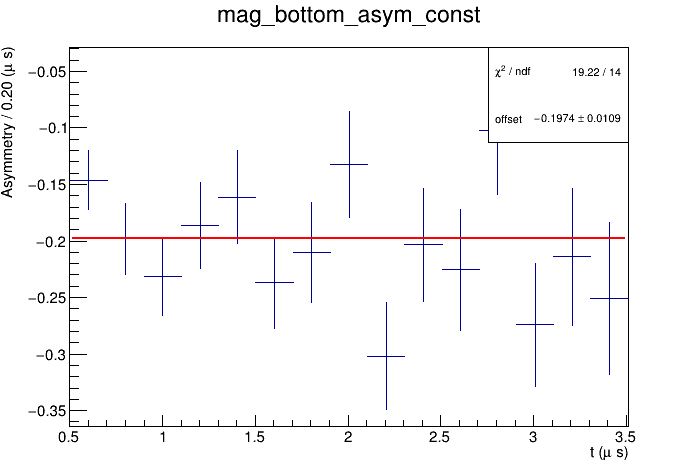 mag_bottom_asym_const
χ² / ndf 19.22 / 14
offset −0.1974 ± 0.0109
Asymmetry / 0.20 (μ s)
−0.05
−0.1
−0.15
−0.2
−0.25
−0.3
−0.35
0.5 1 1.5 2 2.5 3 3.5
t (μ s)